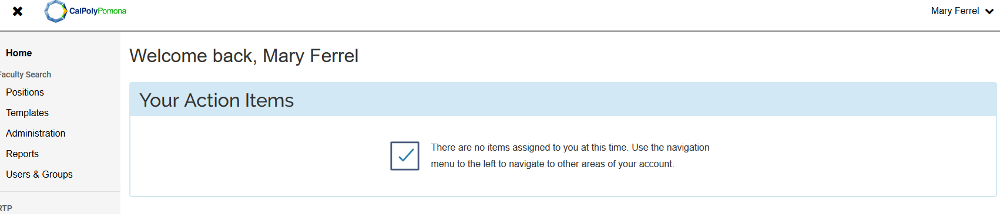 CalPolyPomona
Mary Ferrel
Home
Faculty Search
Positions
Templates
Administration
Reports
Users & Groups
RTP
Welcome back, Mary Ferrel
Your Action Items
There are no items assigned to you at this time. Use the navigation
menu to the left to navigate to other areas of your account.